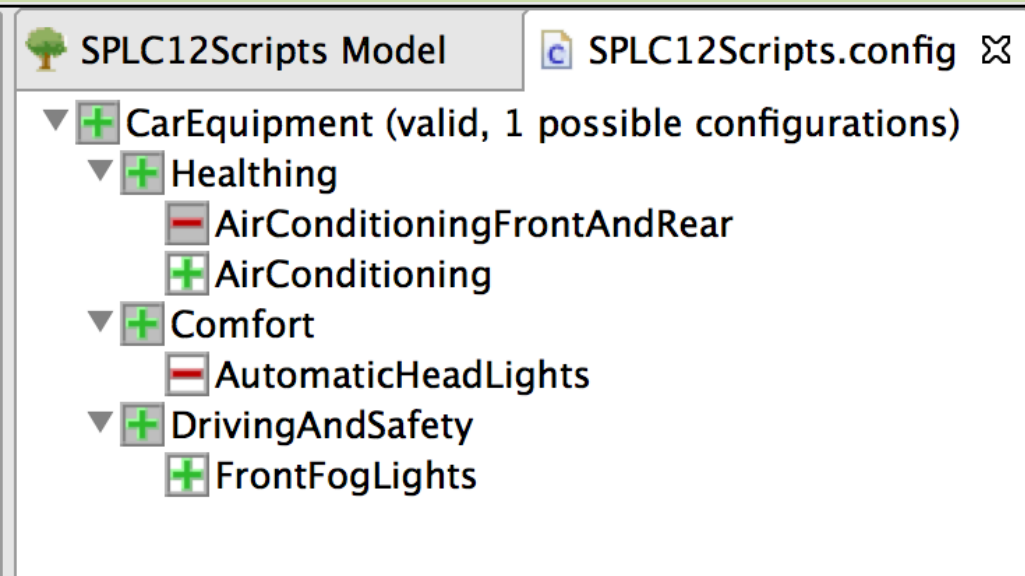 SPLC12Scripts Model
SPLC12Scripts.config
CarEquipment (valid, 1 possible configurations)
Healthing
AirConditioningFrontAndRear
AirConditioning
Comfort
AutomaticHeadLights
DrivingAndSafety
FrontFogLights